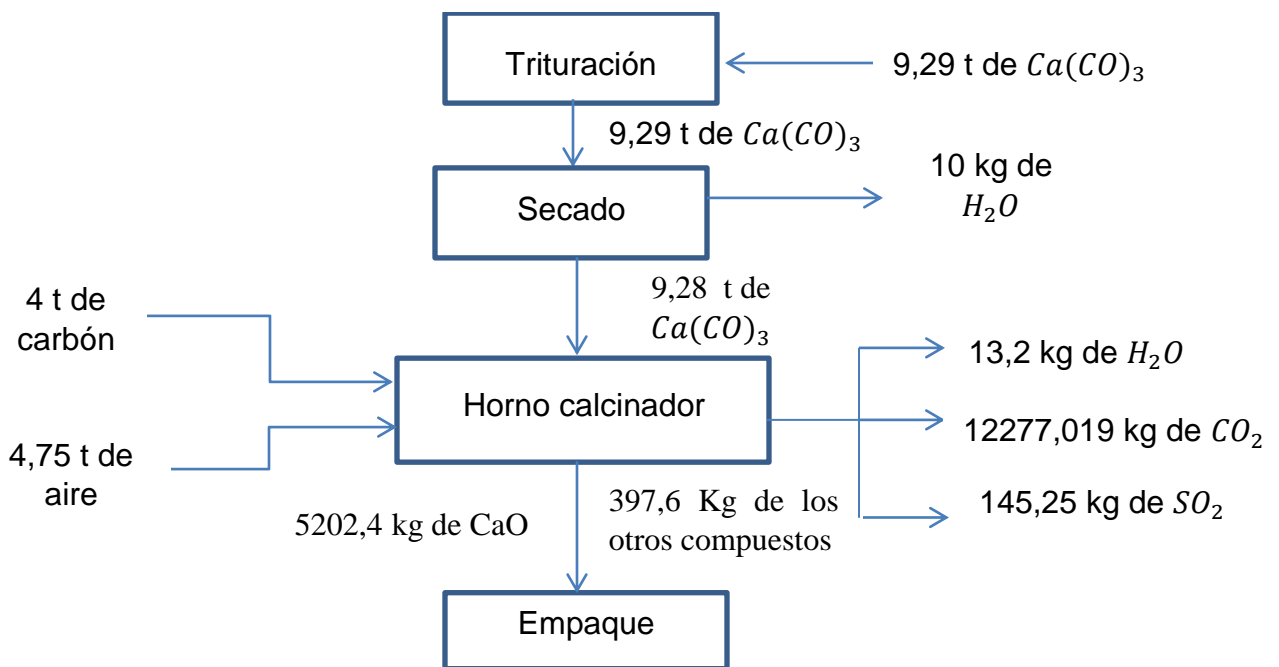 Trituración
9,29 t de Ca(CO)₃
9,29 t de Ca(CO)₃
Secado
10 kg de
H₂O
9,28 t de
Ca(CO)₃
4 t de
carbón
Horno calcinador
4,75 t de
aire
13,2 kg de H₂O
12277,019 kg de CO₂
145,25 kg de SO₂
5202,4 kg de CaO
397,6 Kg de los
otros compuestos
Empaque